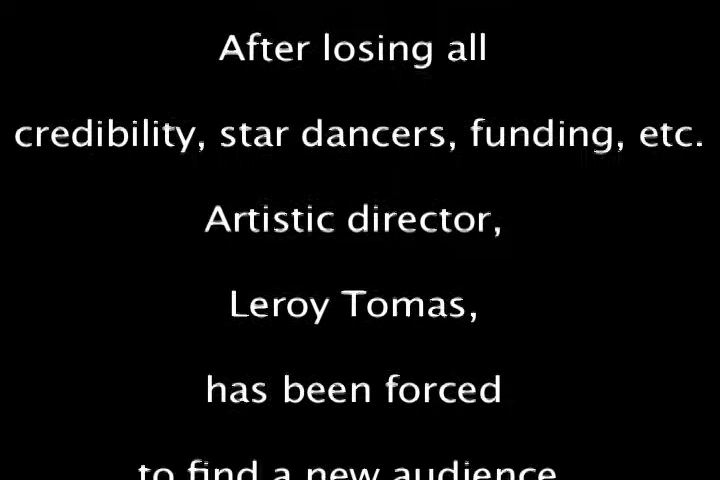 After losing all
credibility, star dancers, funding, etc.
Artistic director,
Leroy Tomas,
has been forced
to find a new audience